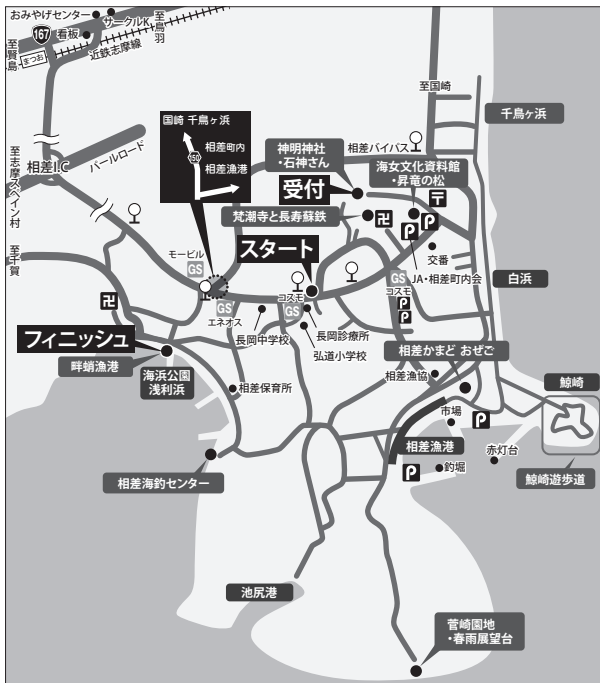 おみやげセンター
サークルK
至鳥羽
167
看板
近鉄志摩線
まつお
至賢島
至国崎
千鳥ヶ浜
国崎 千鳥ヶ浜
相差町内
150
相差漁港
神明神社
・石神さん
相差バイパス
海女文化資料館
・昇竜の松
至志摩スペイン村
相差I.C
パールロード
受付
梵潮寺と長寿蘇鉄
卍
P
P
交番
JA・相差町内会
白浜
至千賀
モービル
GS
スタート
コスモ
GS
GS
コスモ
P
P
卍
GS
エネオス
長岡中学校
長岡診療所
弘道小学校
フィニッシュ
畔蛸漁港
海浜公園
浅利浜
相差保育所
相差かまど おぜご
相差漁協
鯨崎
市場
P
相差漁港
赤灯台
P
釣堀
鯨崎遊歩道
相差海釣センター
池尻港
菅崎園地
・春雨展望台